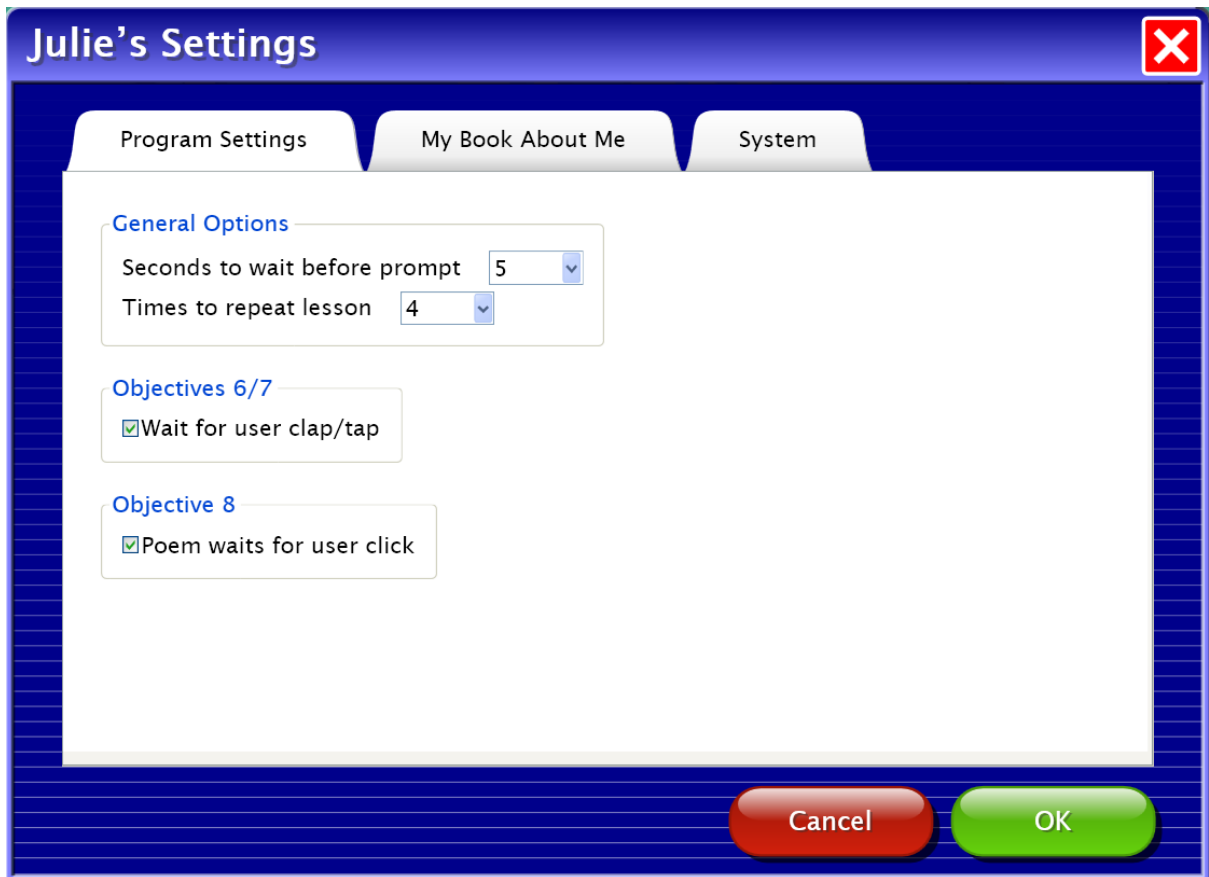 Julie's Settings
Program Settings My Book About Me System
General Options
Seconds to wait before prompt 5
Times to repeat lesson 4
Objectives 6/7
Wait for user clap/tap
Objective 8
Poem waits for user click
Cancel OK